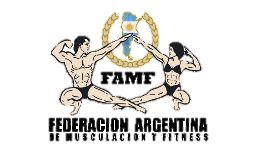 FAMF
FEDERACION ARGENTINA
DE MUSCULACION Y FITNESS